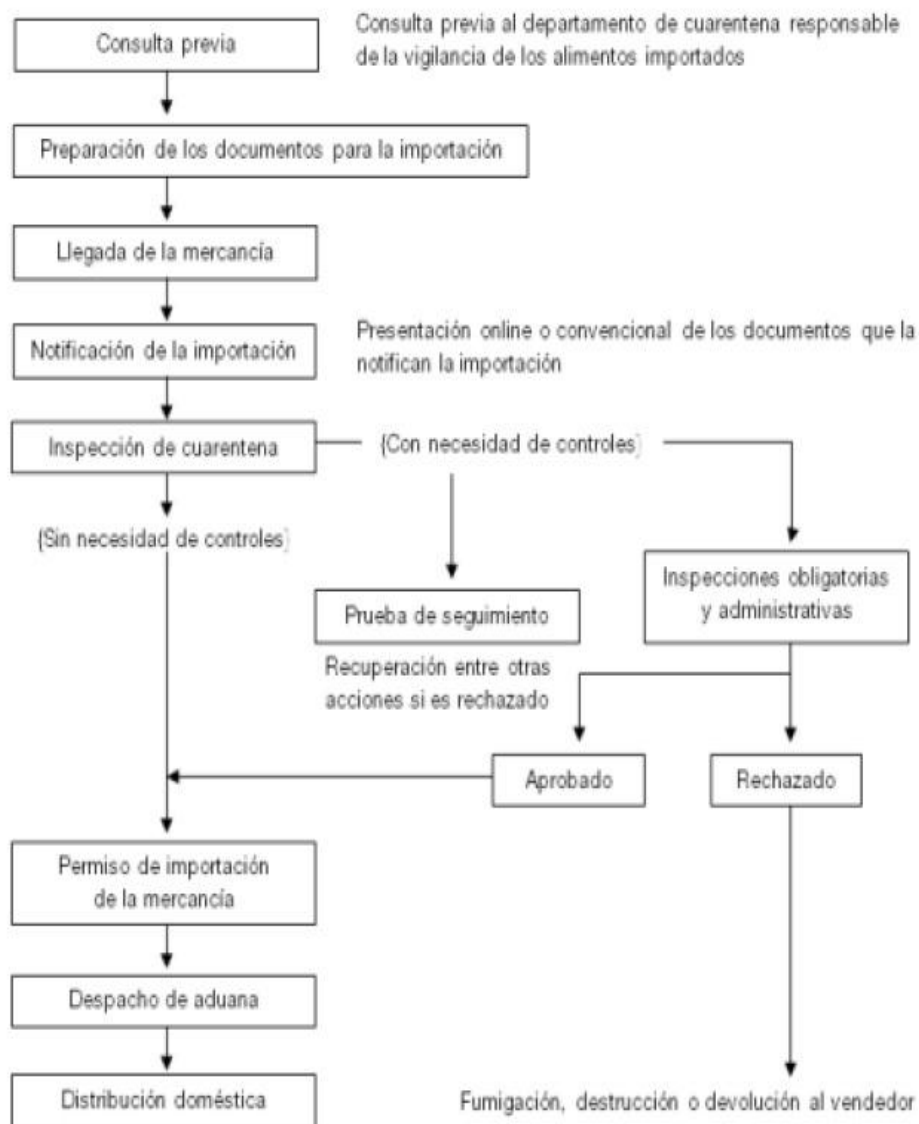 Consulta previa
Consulta previa al departamento de cuarentena responsable
de la vigilancia de los alimentos importados
Preparación de los documentos para la importación
Llegada de la mercancía
Notificación de la importación
Presentación online o convencional de los documentos que la
notifican la importación
Inspección de cuarentena
{Con necesidad de controles}
{Sin necesidad de controles}
Inspecciones obligatorias
y administrativas
Prueba de seguimiento
Recuperación entre otras
acciones si es rechazado
Aprobado
Rechazado
Permiso de importación
de la mercancía
Despacho de aduana
Distribución doméstica
Fumigación, destrucción o devolución al vendedor